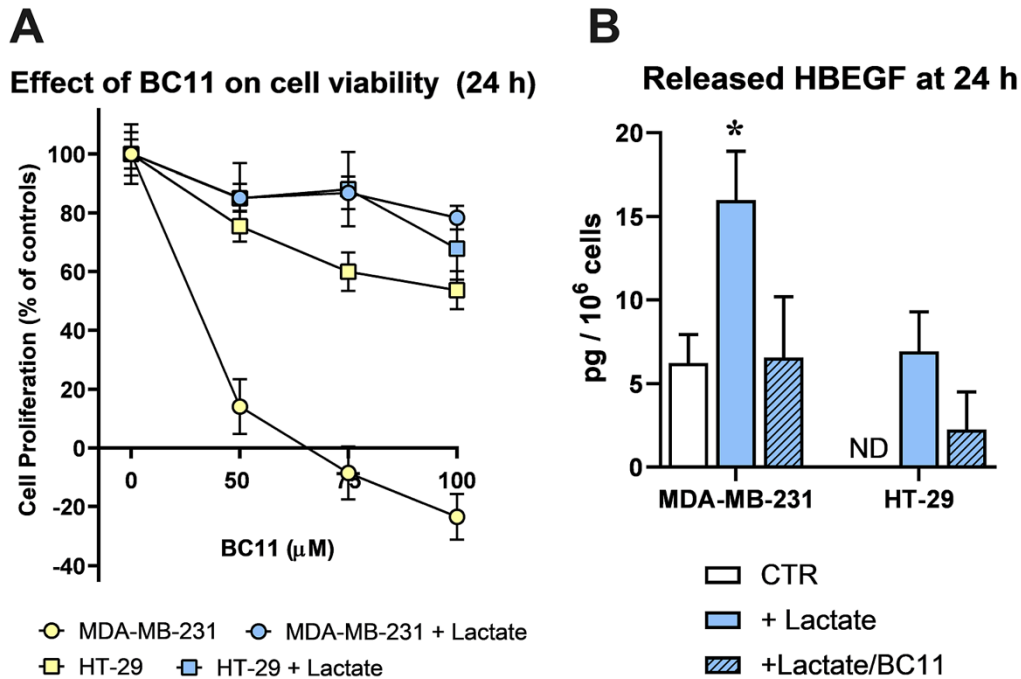 A
Effect of BC11 on cell viability (24 h)
Cell Proliferation (% of controls)
100
80
60
40
20
0
-20
-40
0 50 75 100
BC11 (μM)
MDA-MB-231 MDA-MB-231 + Lactate
HT-29 HT-29 + Lactate
B
Released HBEGF at 24 h
pg / 10⁶ cells
20
15
10
5
0
*
ND
MDA-MB-231 HT-29
CTR
+ Lactate
+Lactate/BC11